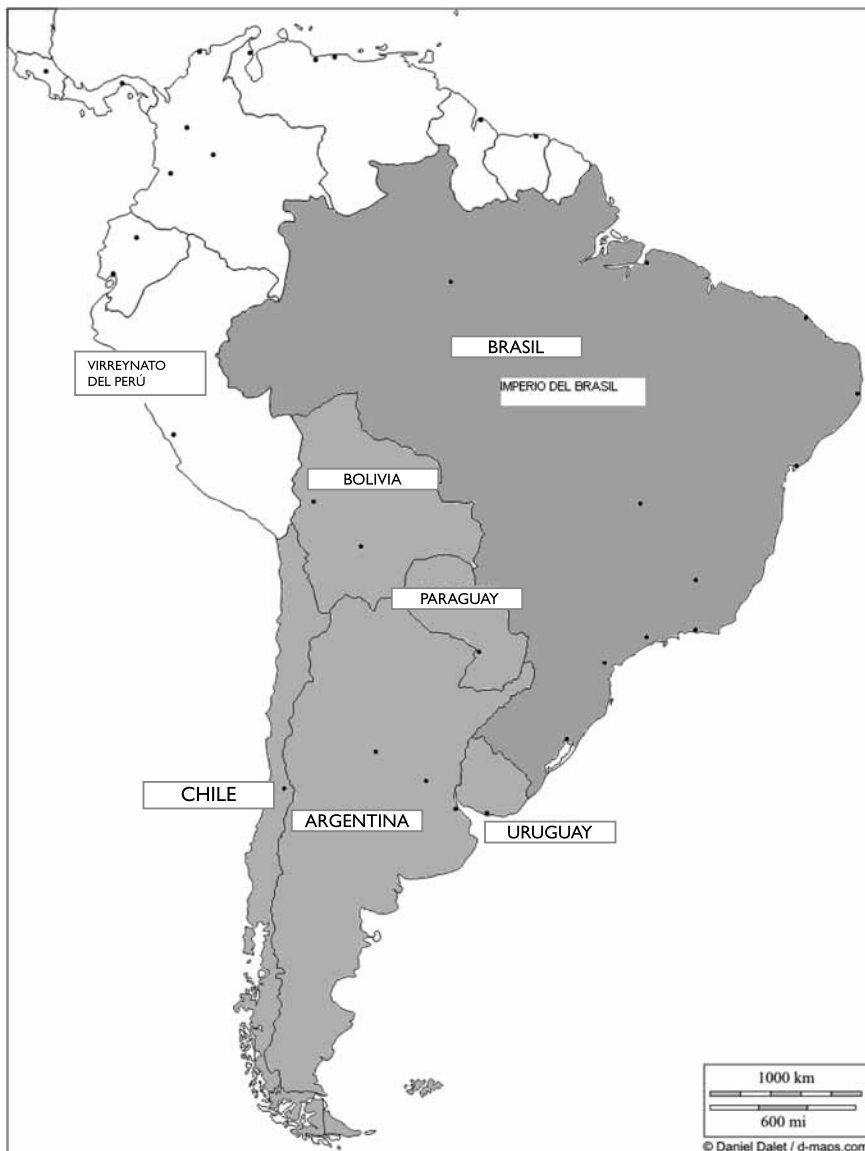 BRASIL
VIRREYNATO
DEL PERÚ
IMPERIO DEL BRASIL
BOLIVIA
PARAGUAY
CHILE
ARGENTINA
URUGUAY
1000 km
600 mi
© Daniel Dalet / d-maps.com